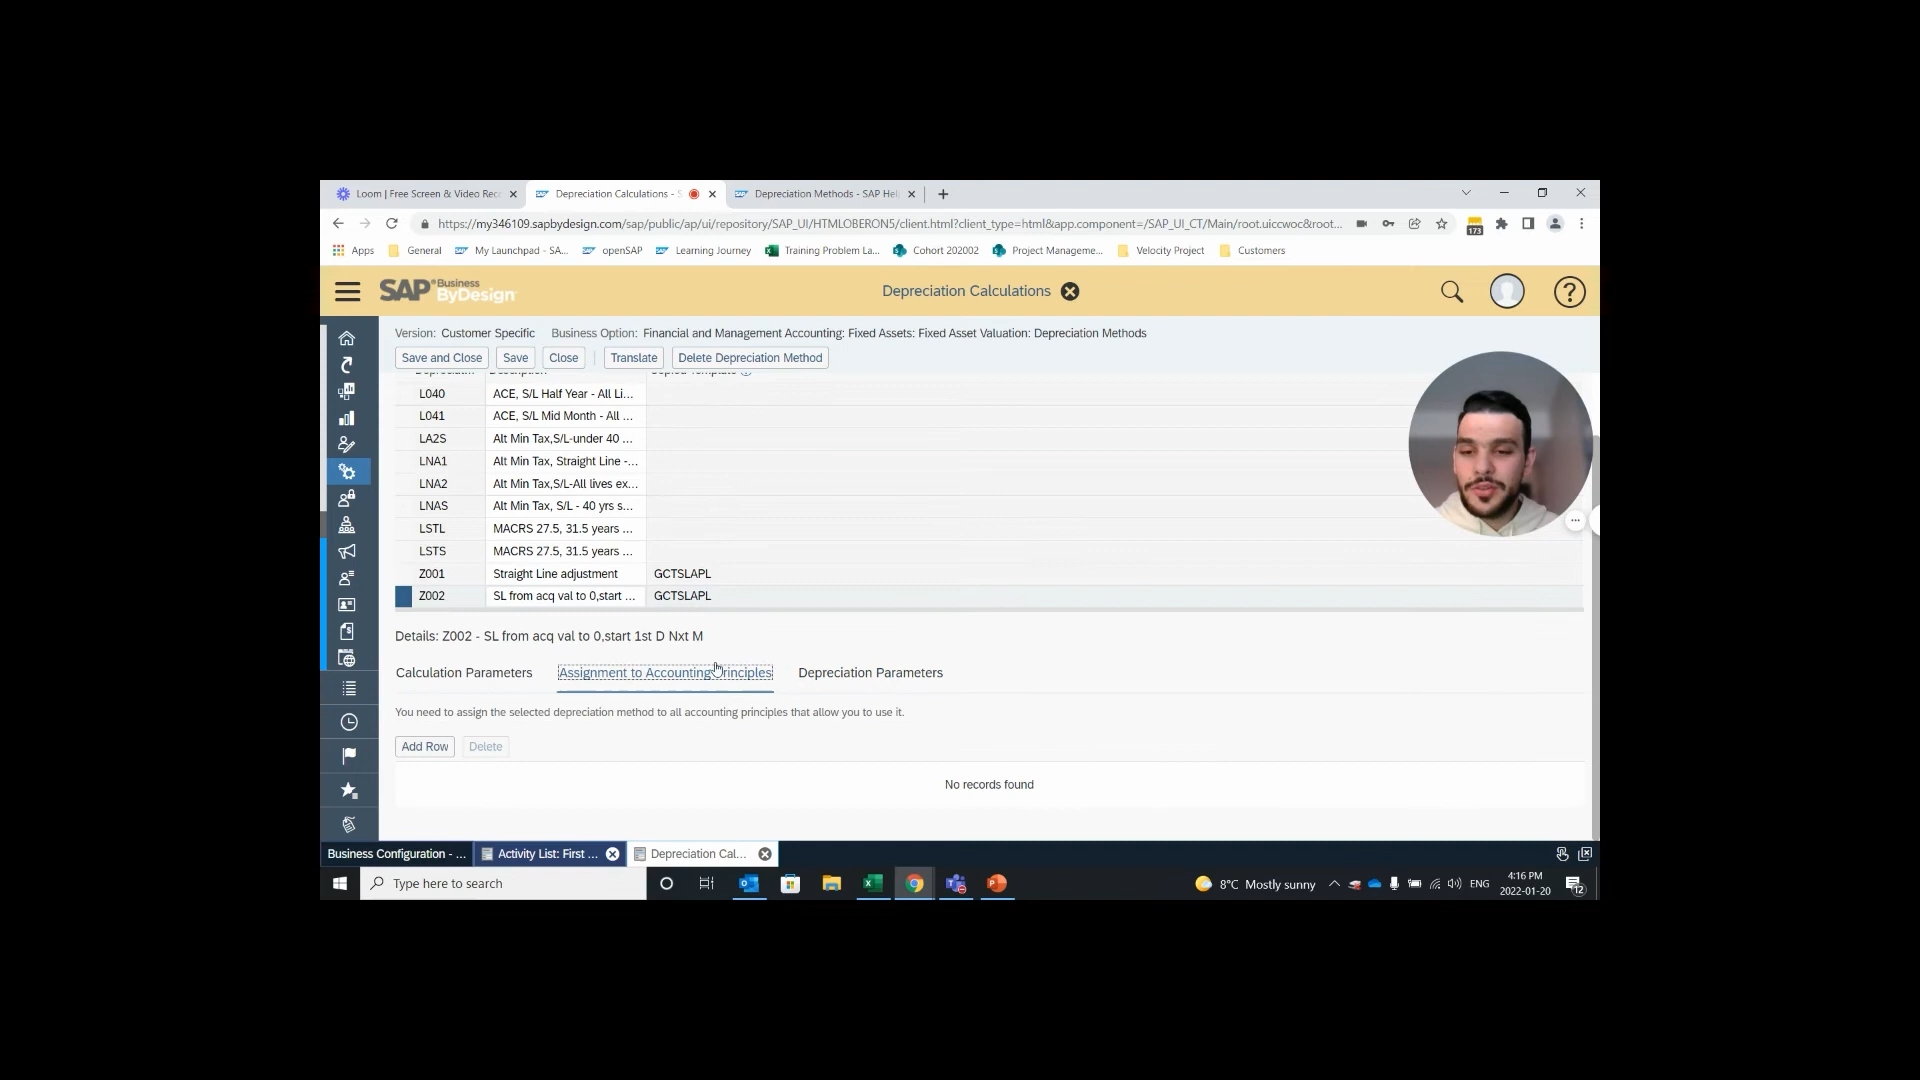 Loom | Free Screen & Video Rec
Depreciation Calculations - S
Depreciation Methods - SAP Hel
https://my346109.sapbydesign.com/sap/public/ap/ui/repository/SAP_UI/HTMLOBERON5/client.html?client_type=html&app.component=/SAP_UI_CT/Main/root.uiccwoc&root...
173
Apps
General
My Launchpad - SA...
openSAP
Learning Journey
Training Problem La...
Cohort 202002
Project Manageme...
Velocity Project
Customers
SAP Business ByDesign
Depreciation Calculations
Version: Customer Specific Business Option: Financial and Management Accounting: Fixed Assets: Fixed Asset Valuation: Depreciation Methods
Save and Close
Save
Close
Translate
Delete Depreciation Method
L040 ACE, S/L Half Year - All Li...
L041 ACE, S/L Mid Month - All ...
LA2S Alt Min Tax,S/L-under 40 ...
LNA1 Alt Min Tax, Straight Line -...
LNA2 Alt Min Tax,S/L-All lives ex...
LNAS Alt Min Tax, S/L - 40 yrs s...
LSTL MACRS 27.5, 31.5 years ...
LSTS MACRS 27.5, 31.5 years ...
Z001 Straight Line adjustment GCTSLAPL
Z002 SL from acq val to 0,start ... GCTSLAPL
Details: Z002 - SL from acq val to 0,start 1st D Nxt M
Calculation Parameters
Assignment to Accounting Principles
Depreciation Parameters
You need to assign the selected depreciation method to all accounting principles that allow you to use it.
Add Row
Delete
No records found
Business Configuration - ...
Activity List: First ...
Depreciation Cal...
Type here to search
8°C Mostly sunny
ENG
4:16 PM
2022-01-20
12